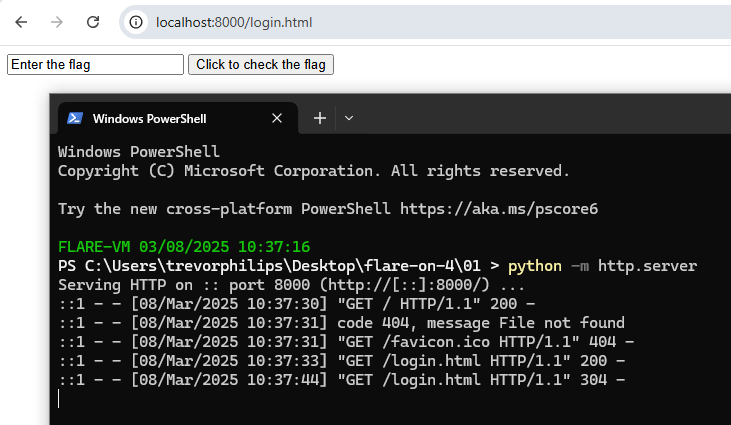 localhost:8000/login.html
Enter the flag Click to check the flag
Windows PowerShell
Windows PowerShell
Copyright (C) Microsoft Corporation. All rights reserved.
Try the new cross-platform PowerShell https://aka.ms/pscore6
FLARE-VM 03/08/2025 10:37:16
PS C:\Users\trevorphilips\Desktop\flare-on-4\01 > python -m http.server
Serving HTTP on :: port 8000 (http://[::]:8000/) ...
::1 - - [08/Mar/2025 10:37:30] "GET / HTTP/1.1" 200 -
::1 - - [08/Mar/2025 10:37:31] code 404, message File not found
::1 - - [08/Mar/2025 10:37:31] "GET /favicon.ico HTTP/1.1" 404 -
::1 - - [08/Mar/2025 10:37:33] "GET /login.html HTTP/1.1" 200 -
::1 - - [08/Mar/2025 10:37:44] "GET /login.html HTTP/1.1" 304 -